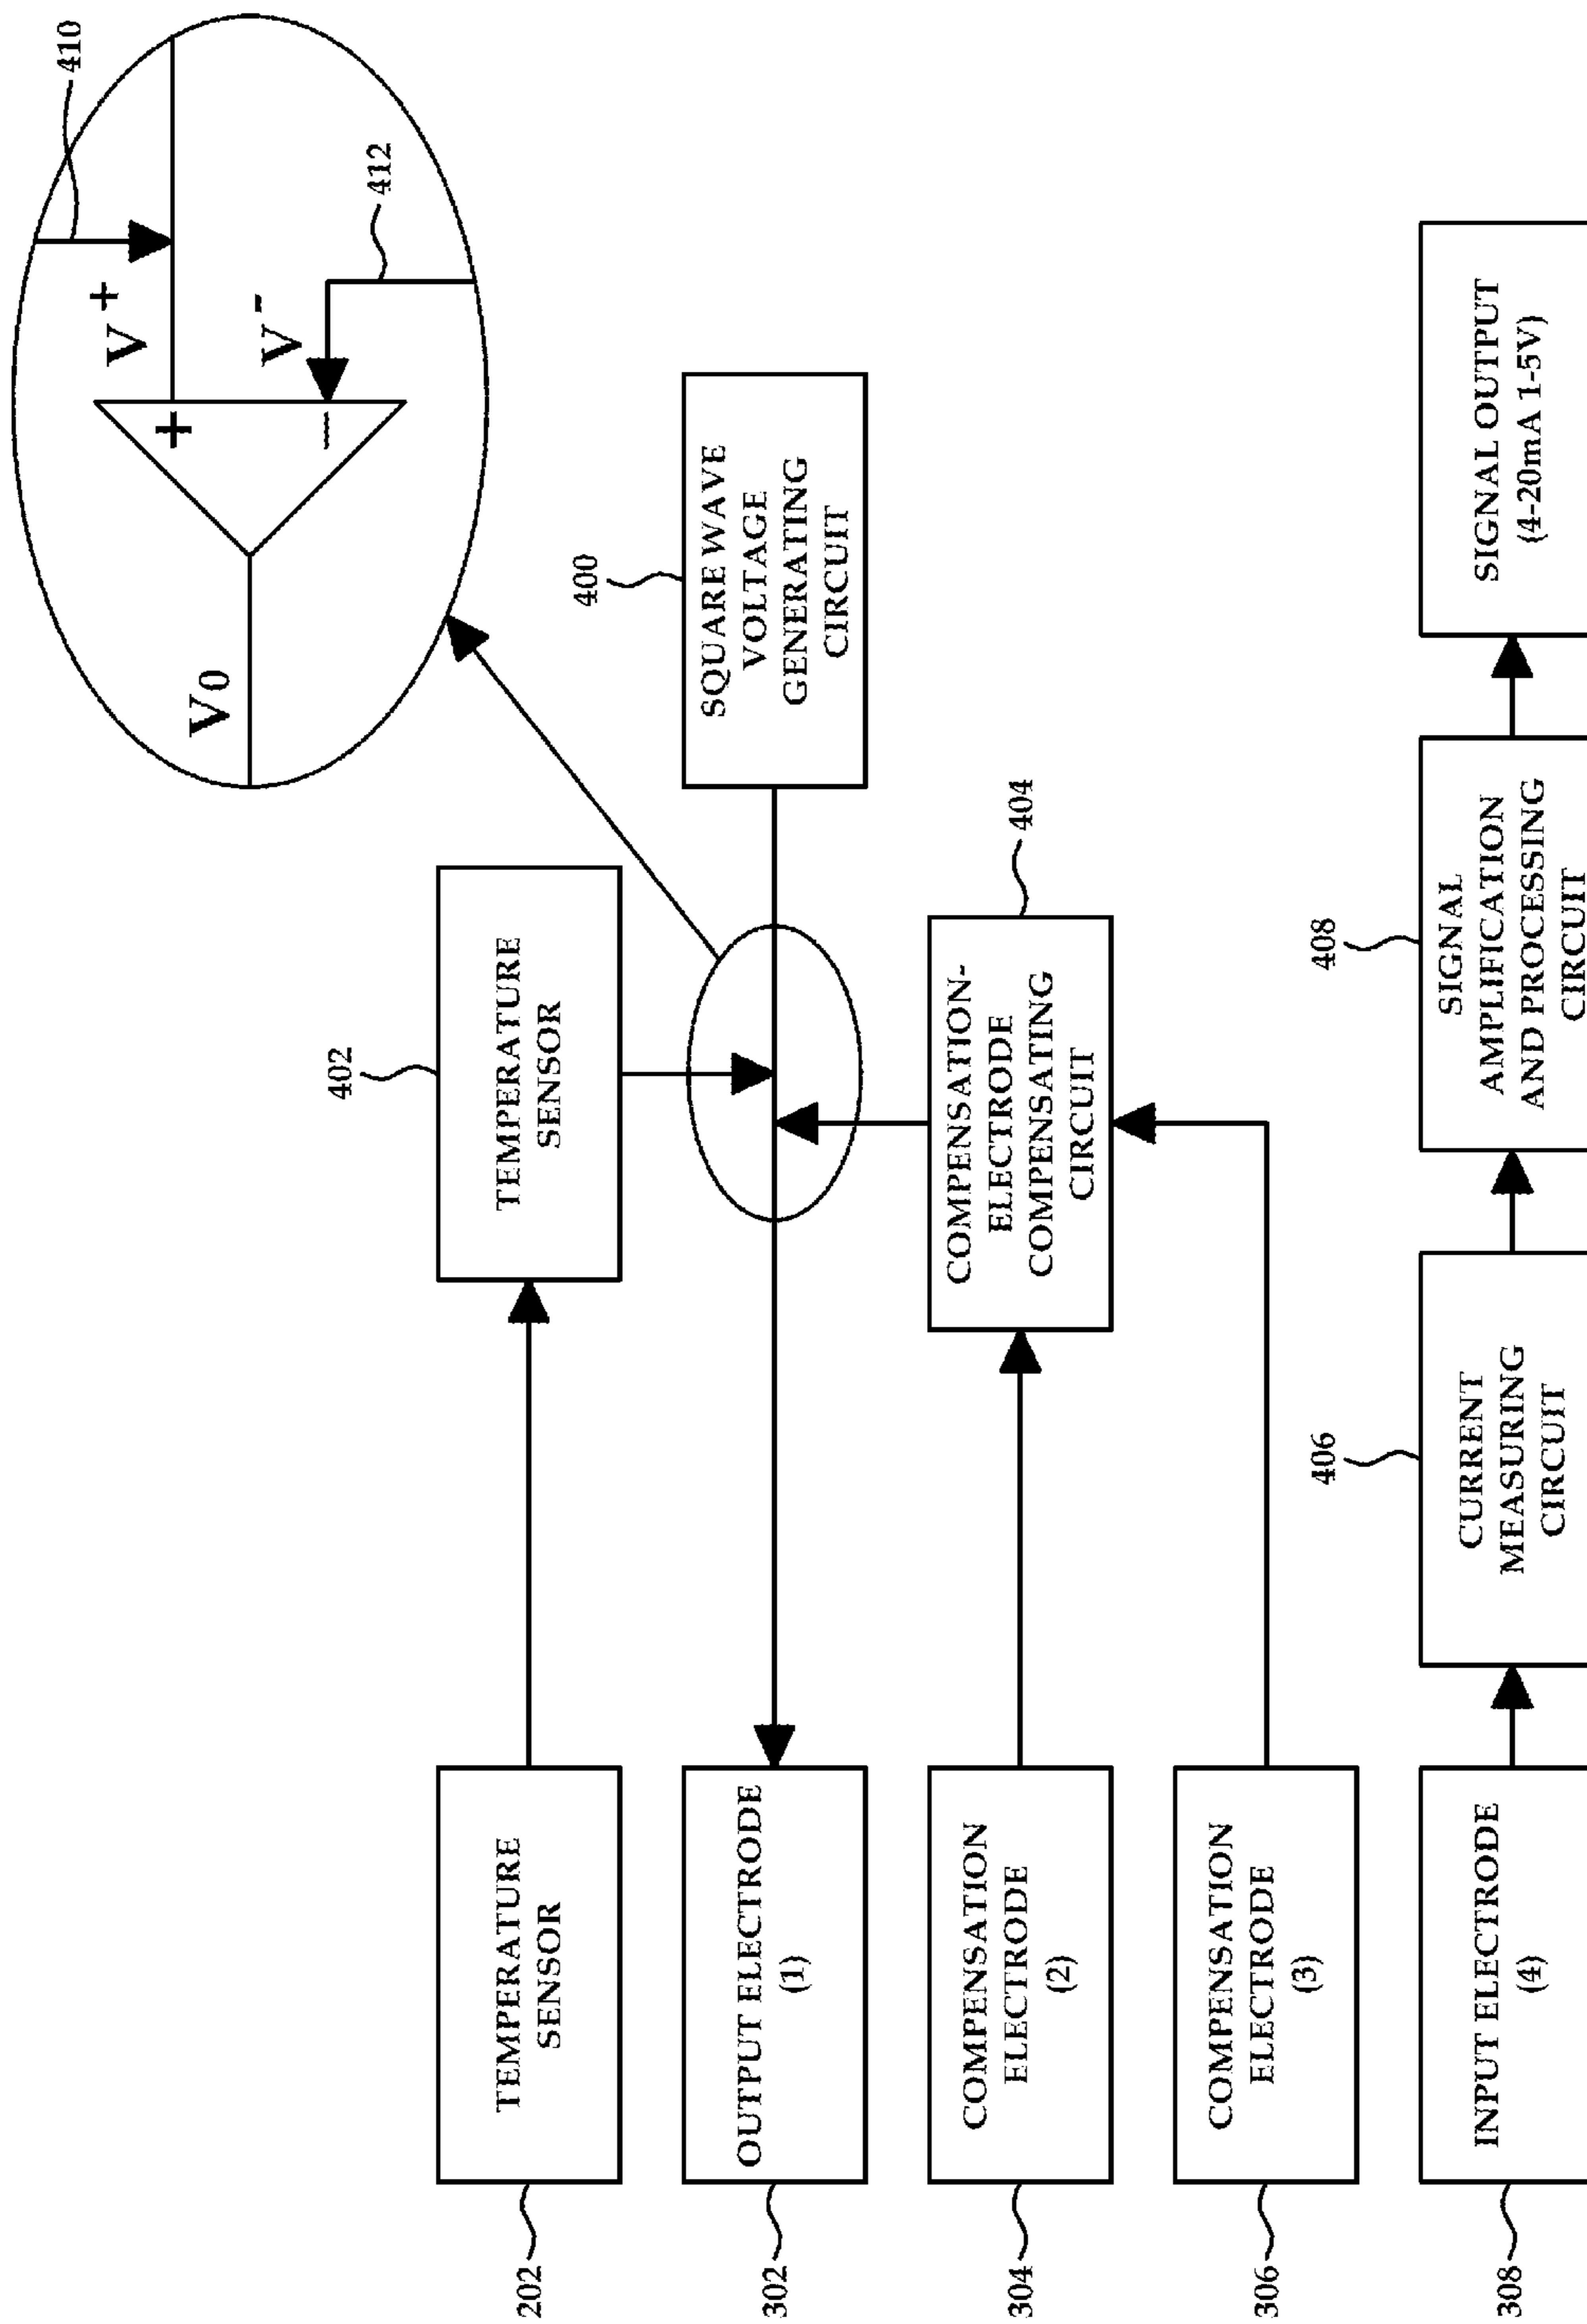 410
V+
412
V-
+
−
V0
400
SQUARE WAVE
VOLTAGE
GENERATING
CIRCUIT
202
TEMPERATURE
SENSOR
402
TEMPERATURE
SENSOR
302
OUTPUT ELECTRODE
(1)
304
COMPENSATION
ELECTRODE
(2)
404
COMPENSATION-
ELECTRODE
COMPENSATING
CIRCUIT
306
COMPENSATION
ELECTRODE
(3)
308
INPUT ELECTRODE
(4)
406
CURRENT
MEASURING
CIRCUIT
408
SIGNAL
AMPLIFICATION
AND PROCESSING
CIRCUIT
SIGNAL OUTPUT
(4-20mA 1-5V)